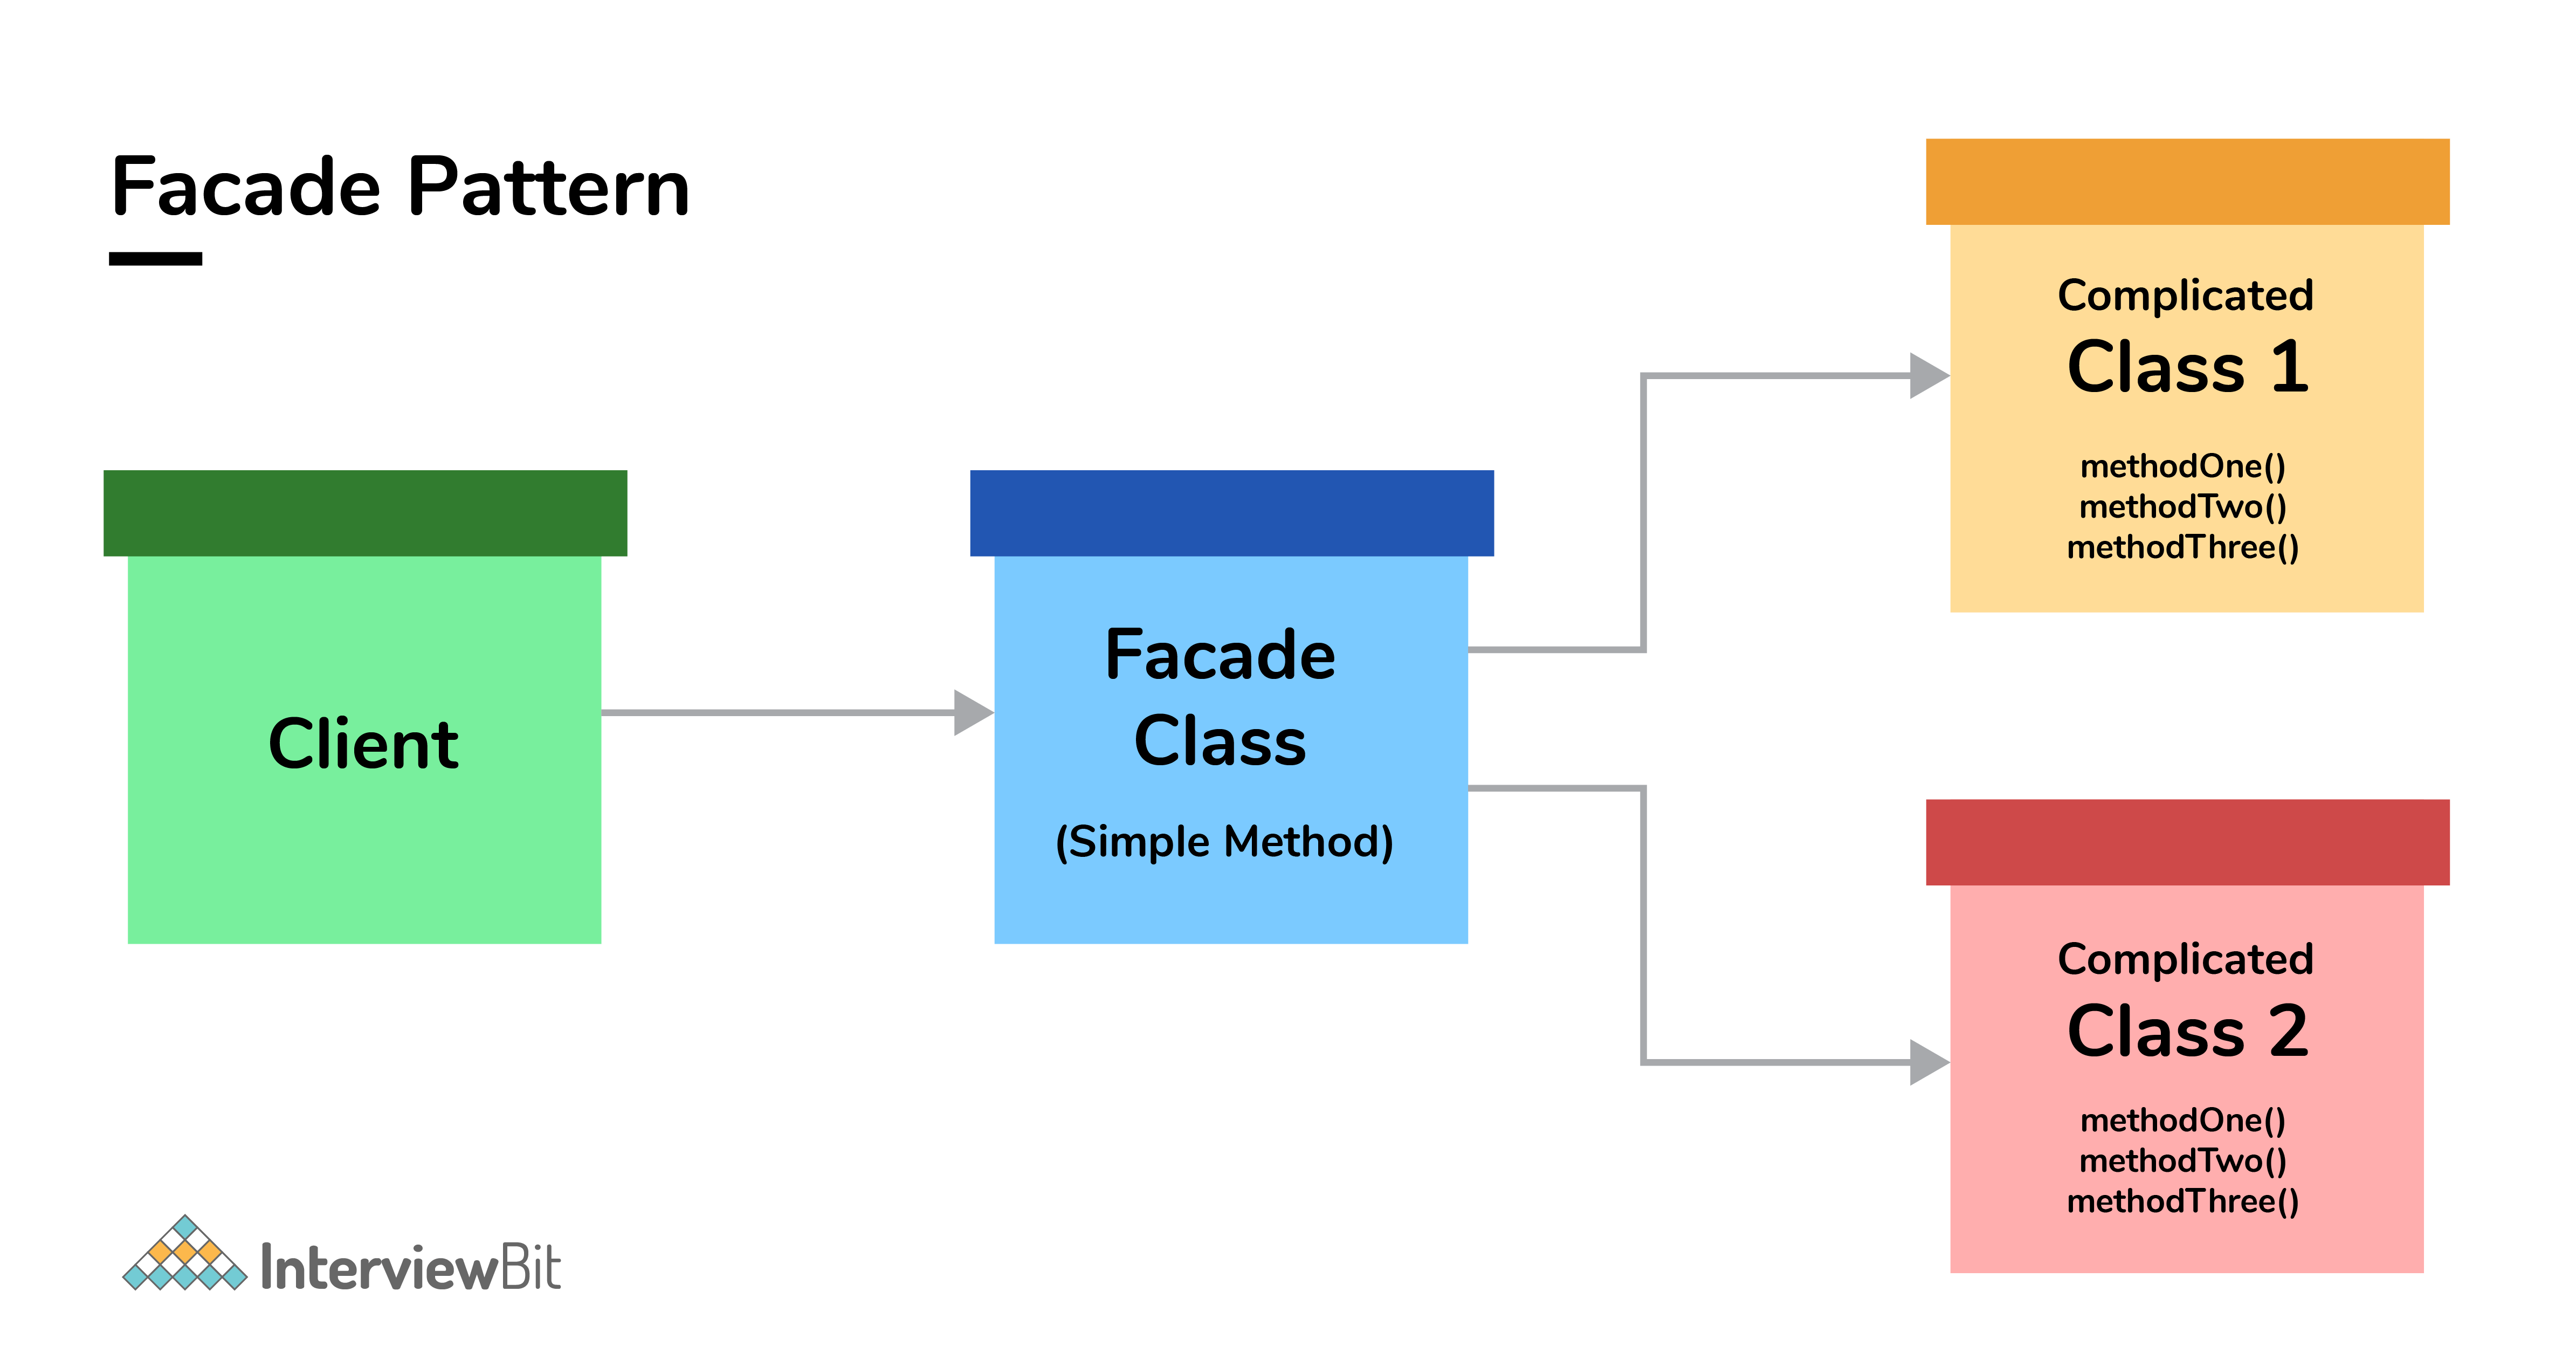 Facade Pattern
Client
Facade
Class
(Simple Method)
Complicated
Class 1
methodOne()
methodTwo()
methodThree()
Complicated
Class 2
methodOne()
methodTwo()
methodThree()
InterviewBit